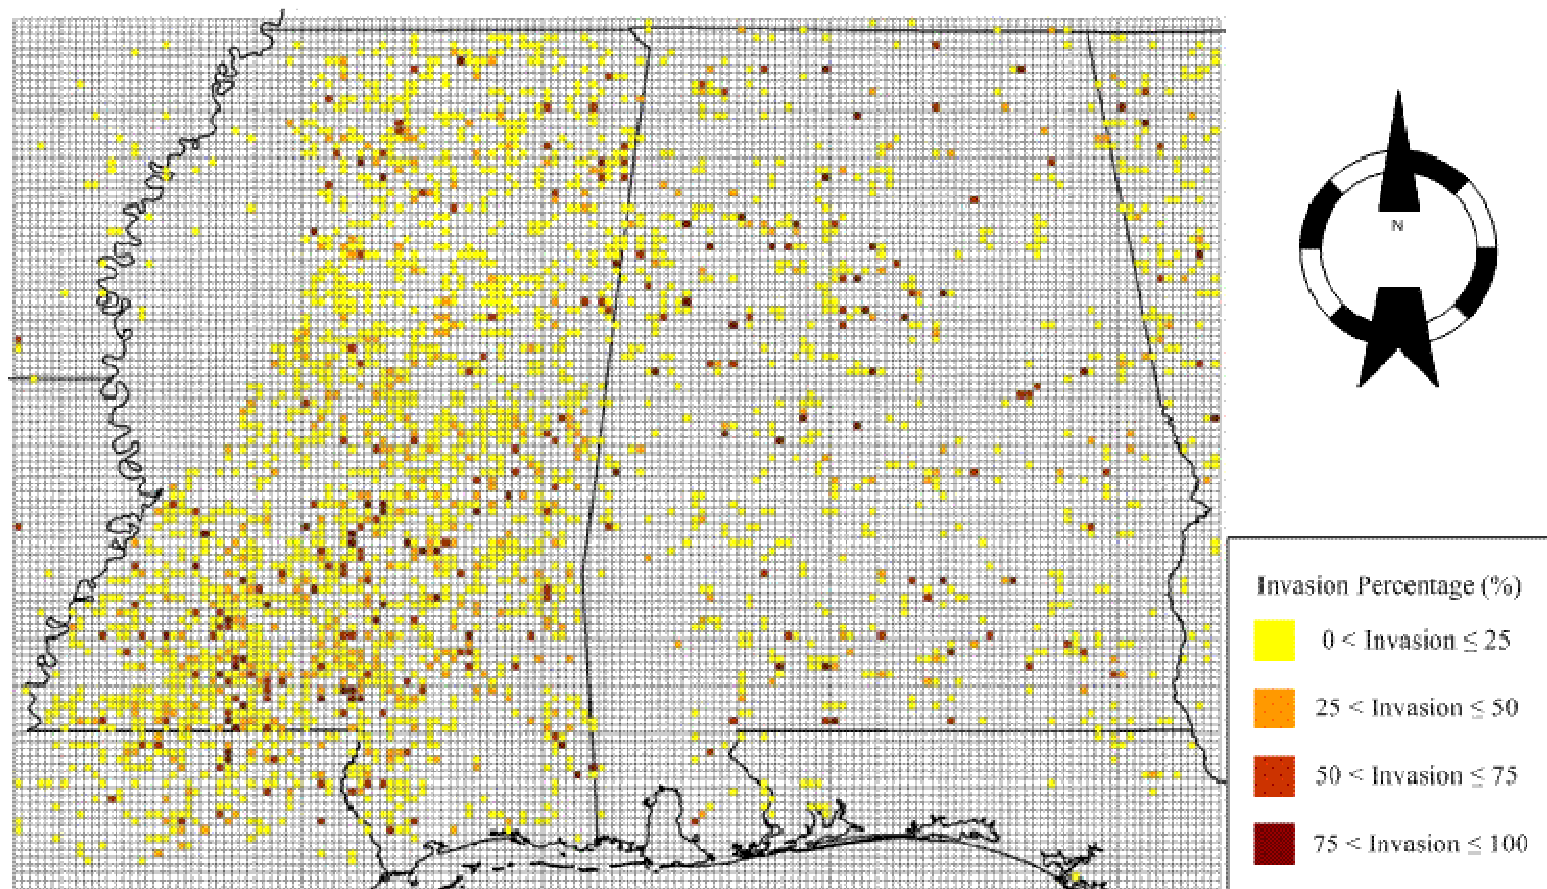 N
Invasion Percentage (%)
0 < Invasion ≤ 25
25 < Invasion ≤ 50
50 < Invasion ≤ 75
75 < Invasion ≤ 100